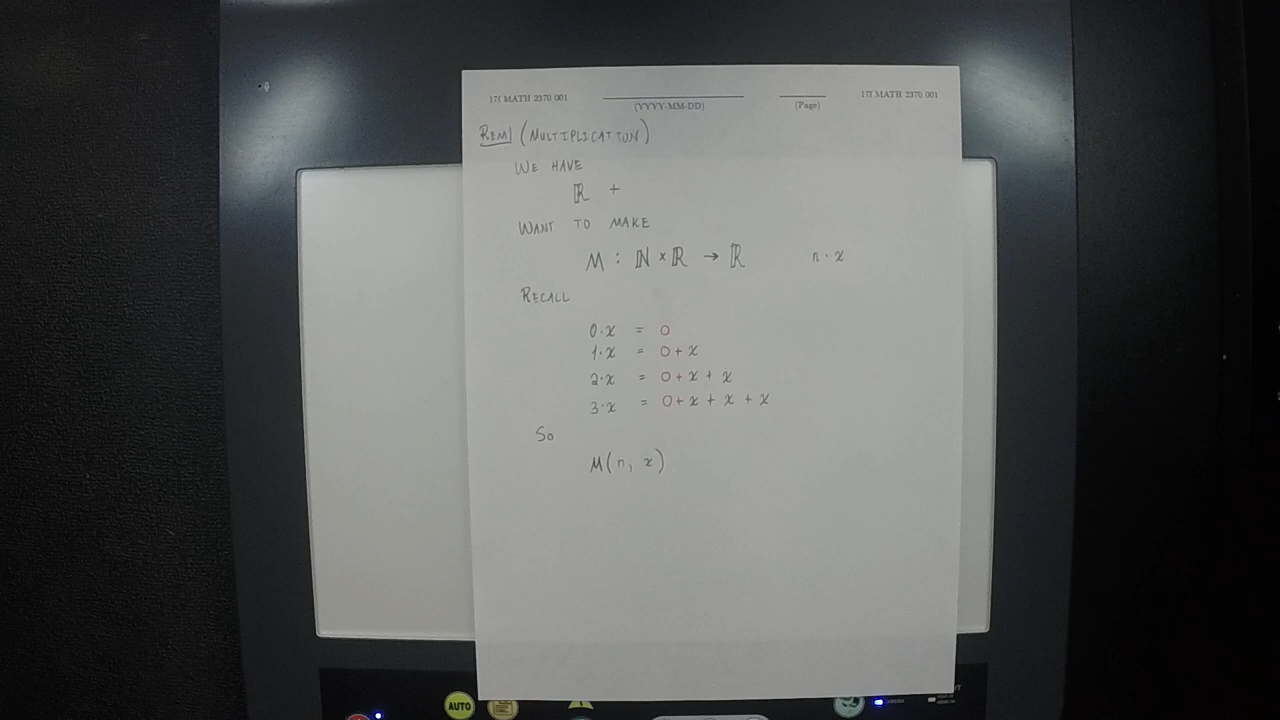 17f MATH 2370 001 (YYYY-MM-DD) (Page) 17f MATH 2370 001
REM (MULTIPLICATION)
WE HAVE
ℝ +
WANT TO MAKE
M : ℕ × ℝ → ℝ n · x
RECALL
0·x = 0
1·x = 0 + x
2·x = 0 + x + x
3·x = 0 + x + x + x
So
M(n, x)
AUTO